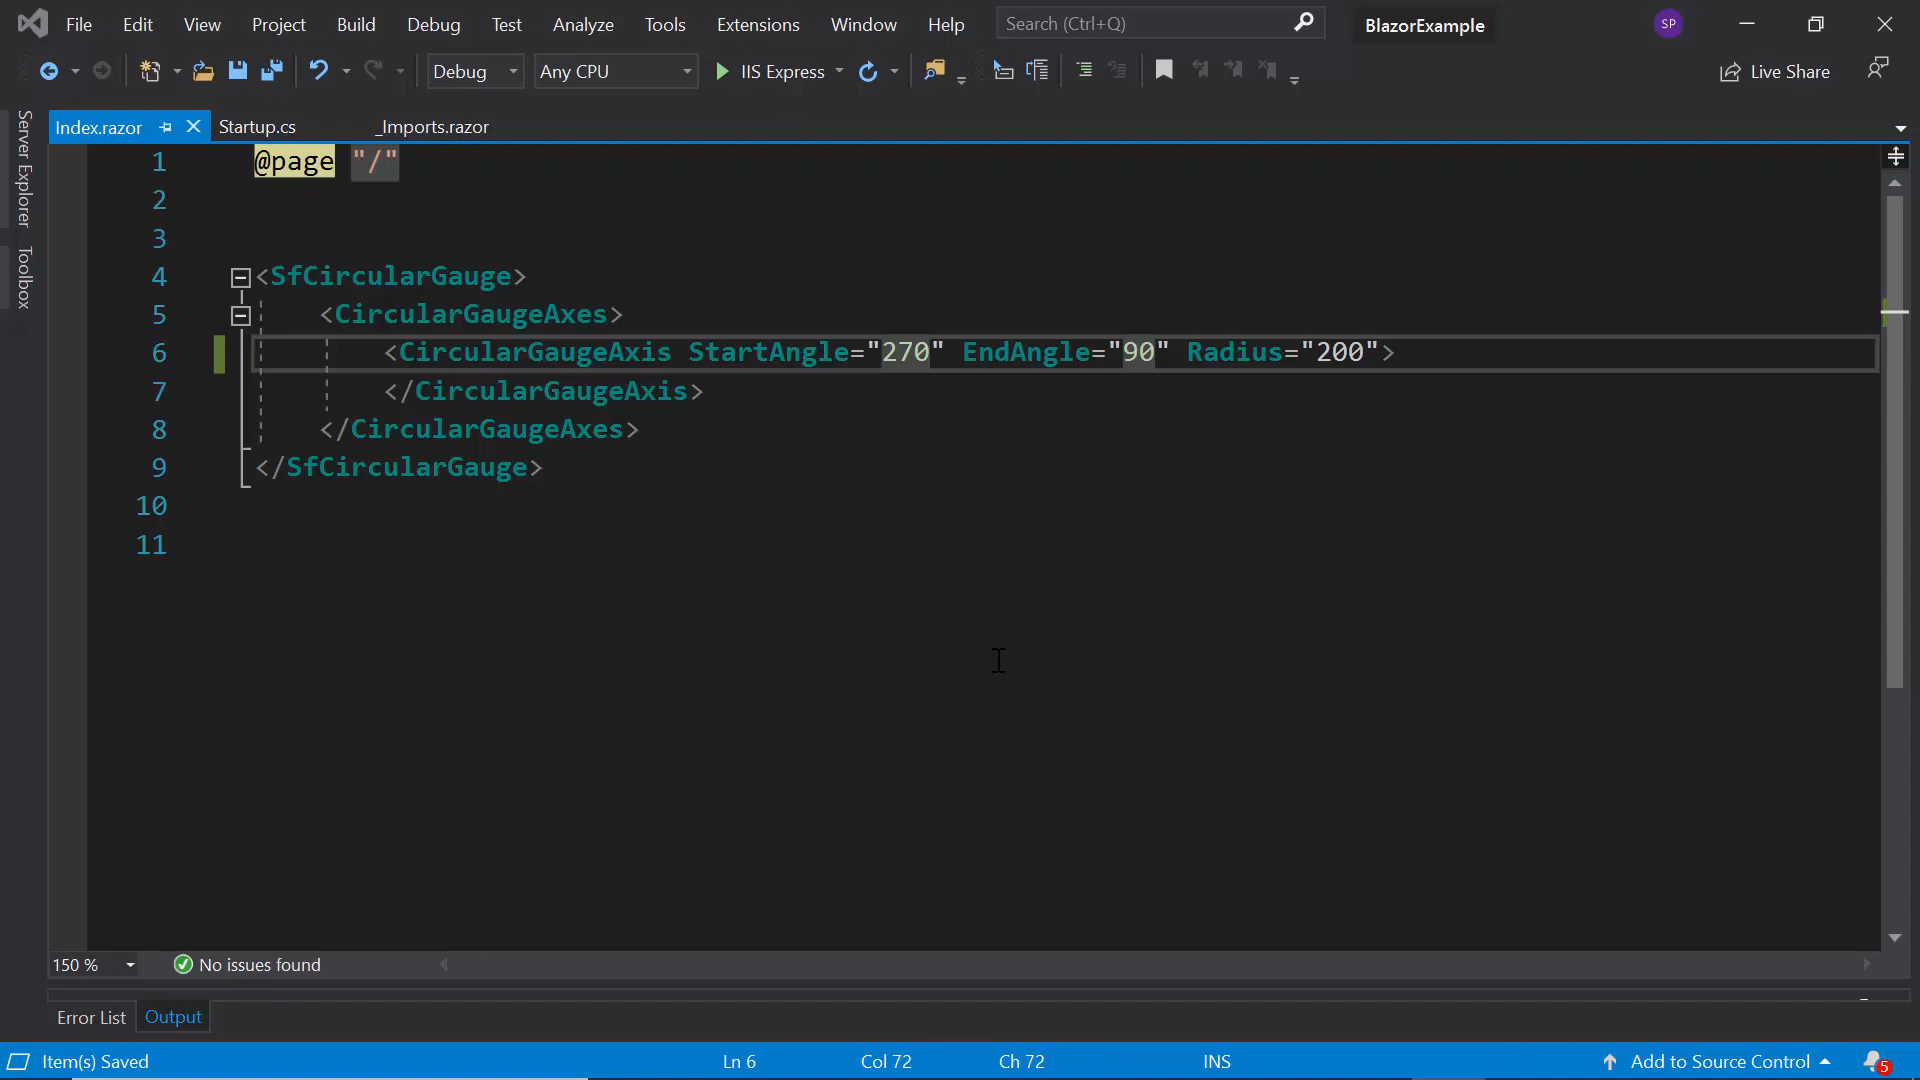 File Edit View Project Build Debug Test Analyze Tools Extensions Window Help Search (Ctrl+Q) BlazorExample SP
Debug Any CPU IIS Express Live Share
Server Explorer
Toolbox
Index.razor Startup.cs _Imports.razor
1 @page "/"
2
3
4 <SfCircularGauge>
5 <CircularGaugeAxes>
6 <CircularGaugeAxis StartAngle="270" EndAngle="90" Radius="200">
7 </CircularGaugeAxis>
8 </CircularGaugeAxes>
9 </SfCircularGauge>
10
11
150 % No issues found
Error List Output
Item(s) Saved Ln 6 Col 72 Ch 72 INS Add to Source Control 5